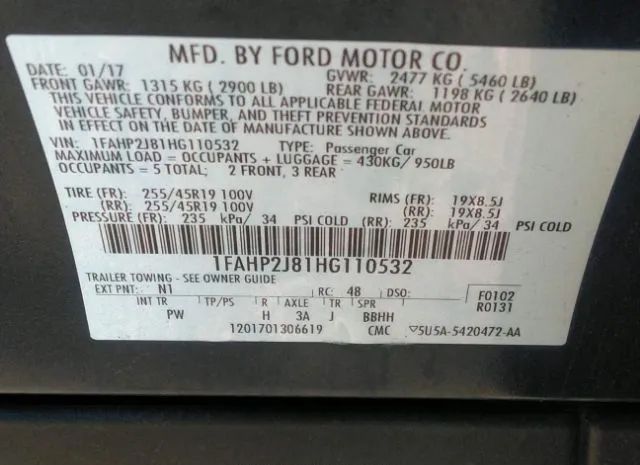 MFD. BY FORD MOTOR CO.
DATE: 01/17 GVWR: 2477 KG ( 5460 LB)
FRONT GAWR: 1315 KG ( 2900 LB) REAR GAWR: 1198 KG ( 2640 LB)
THIS VEHICLE CONFORMS TO ALL APPLICABLE FEDERAL MOTOR
VEHICLE SAFETY, BUMPER, AND THEFT PREVENTION STANDARDS
IN EFFECT ON THE DATE OF MANUFACTURE SHOWN ABOVE.
VIN: 1FAHP2J81HG110532 TYPE: Passenger Car
MAXIMUM LOAD = OCCUPANTS + LUGGAGE = 430KG/ 950LB
OCCUPANTS = 5 TOTAL; 2 FRONT, 3 REAR
TIRE (FR): 255/45R19 100V RIMS (FR): 19X8.5J
(RR): 255/45R19 100V (RR): 19X8.5J
PRESSURE (FR): 235 kPa/ 34 PSI COLD (RR): 235 kPa/ 34 PSI COLD
1FAHP2J81HG110532
TRAILER TOWING - SEE OWNER GUIDE
EXT PNT: N1 RC: 48 DSO: F0102
R0131
INT TR TP/PS R AXLE TR SPR
PW H 3A J BBHH
1201701306619 CMC ▽5U5A-5420472-AA